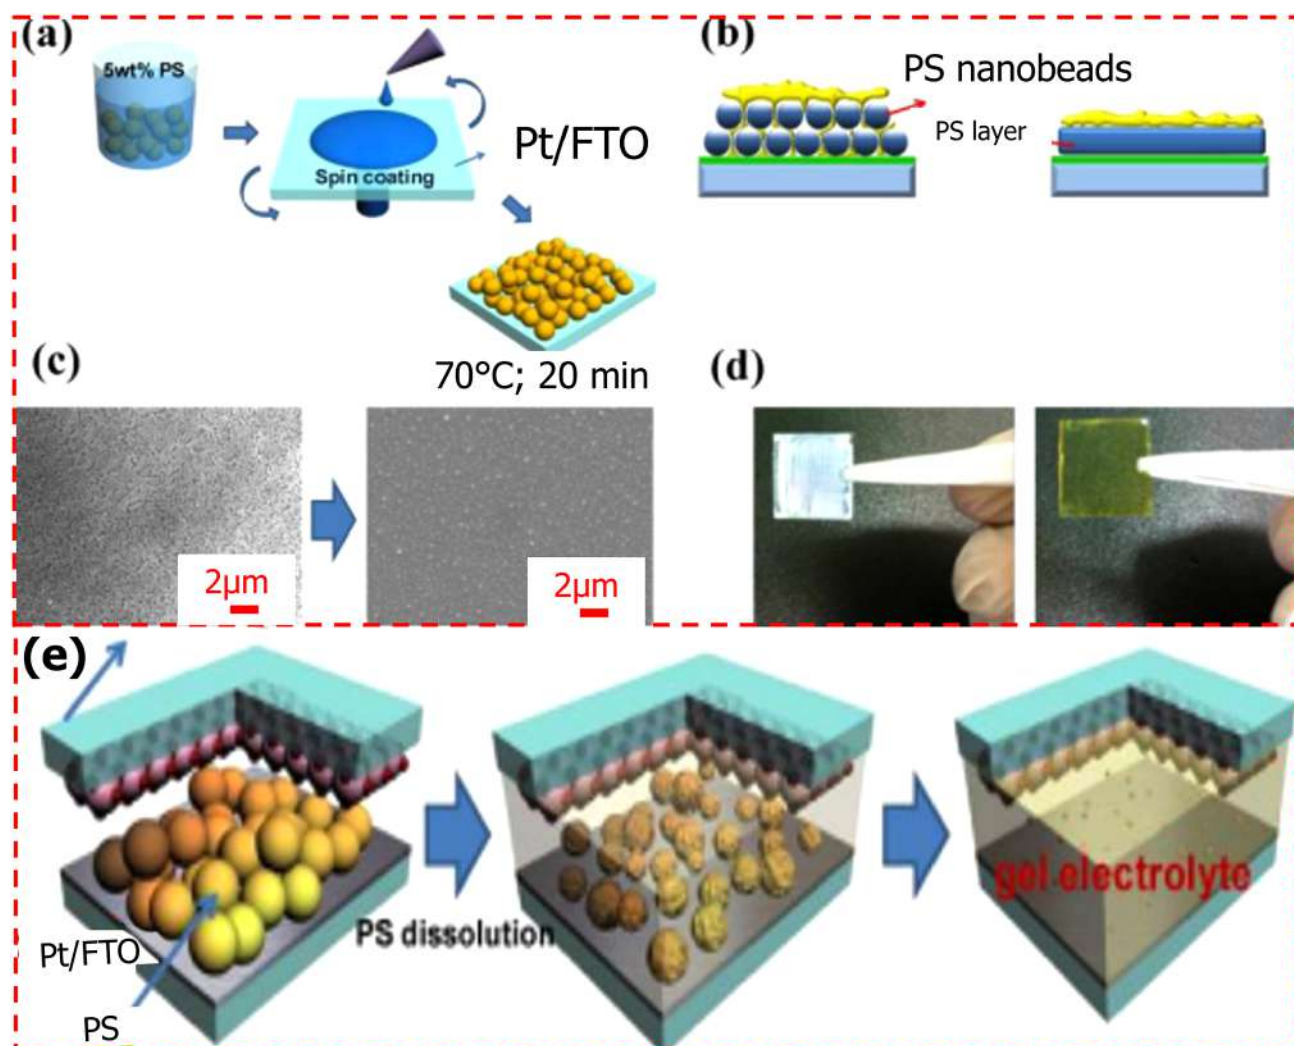 (a)
5wt% PS
Spin coating
Pt/FTO
(b)
PS nanobeads
PS layer
(c)
70°C; 20 min
2μm
2μm
(d)
(e)
Pt/FTO
PS
PS dissolution
gel electrolyte